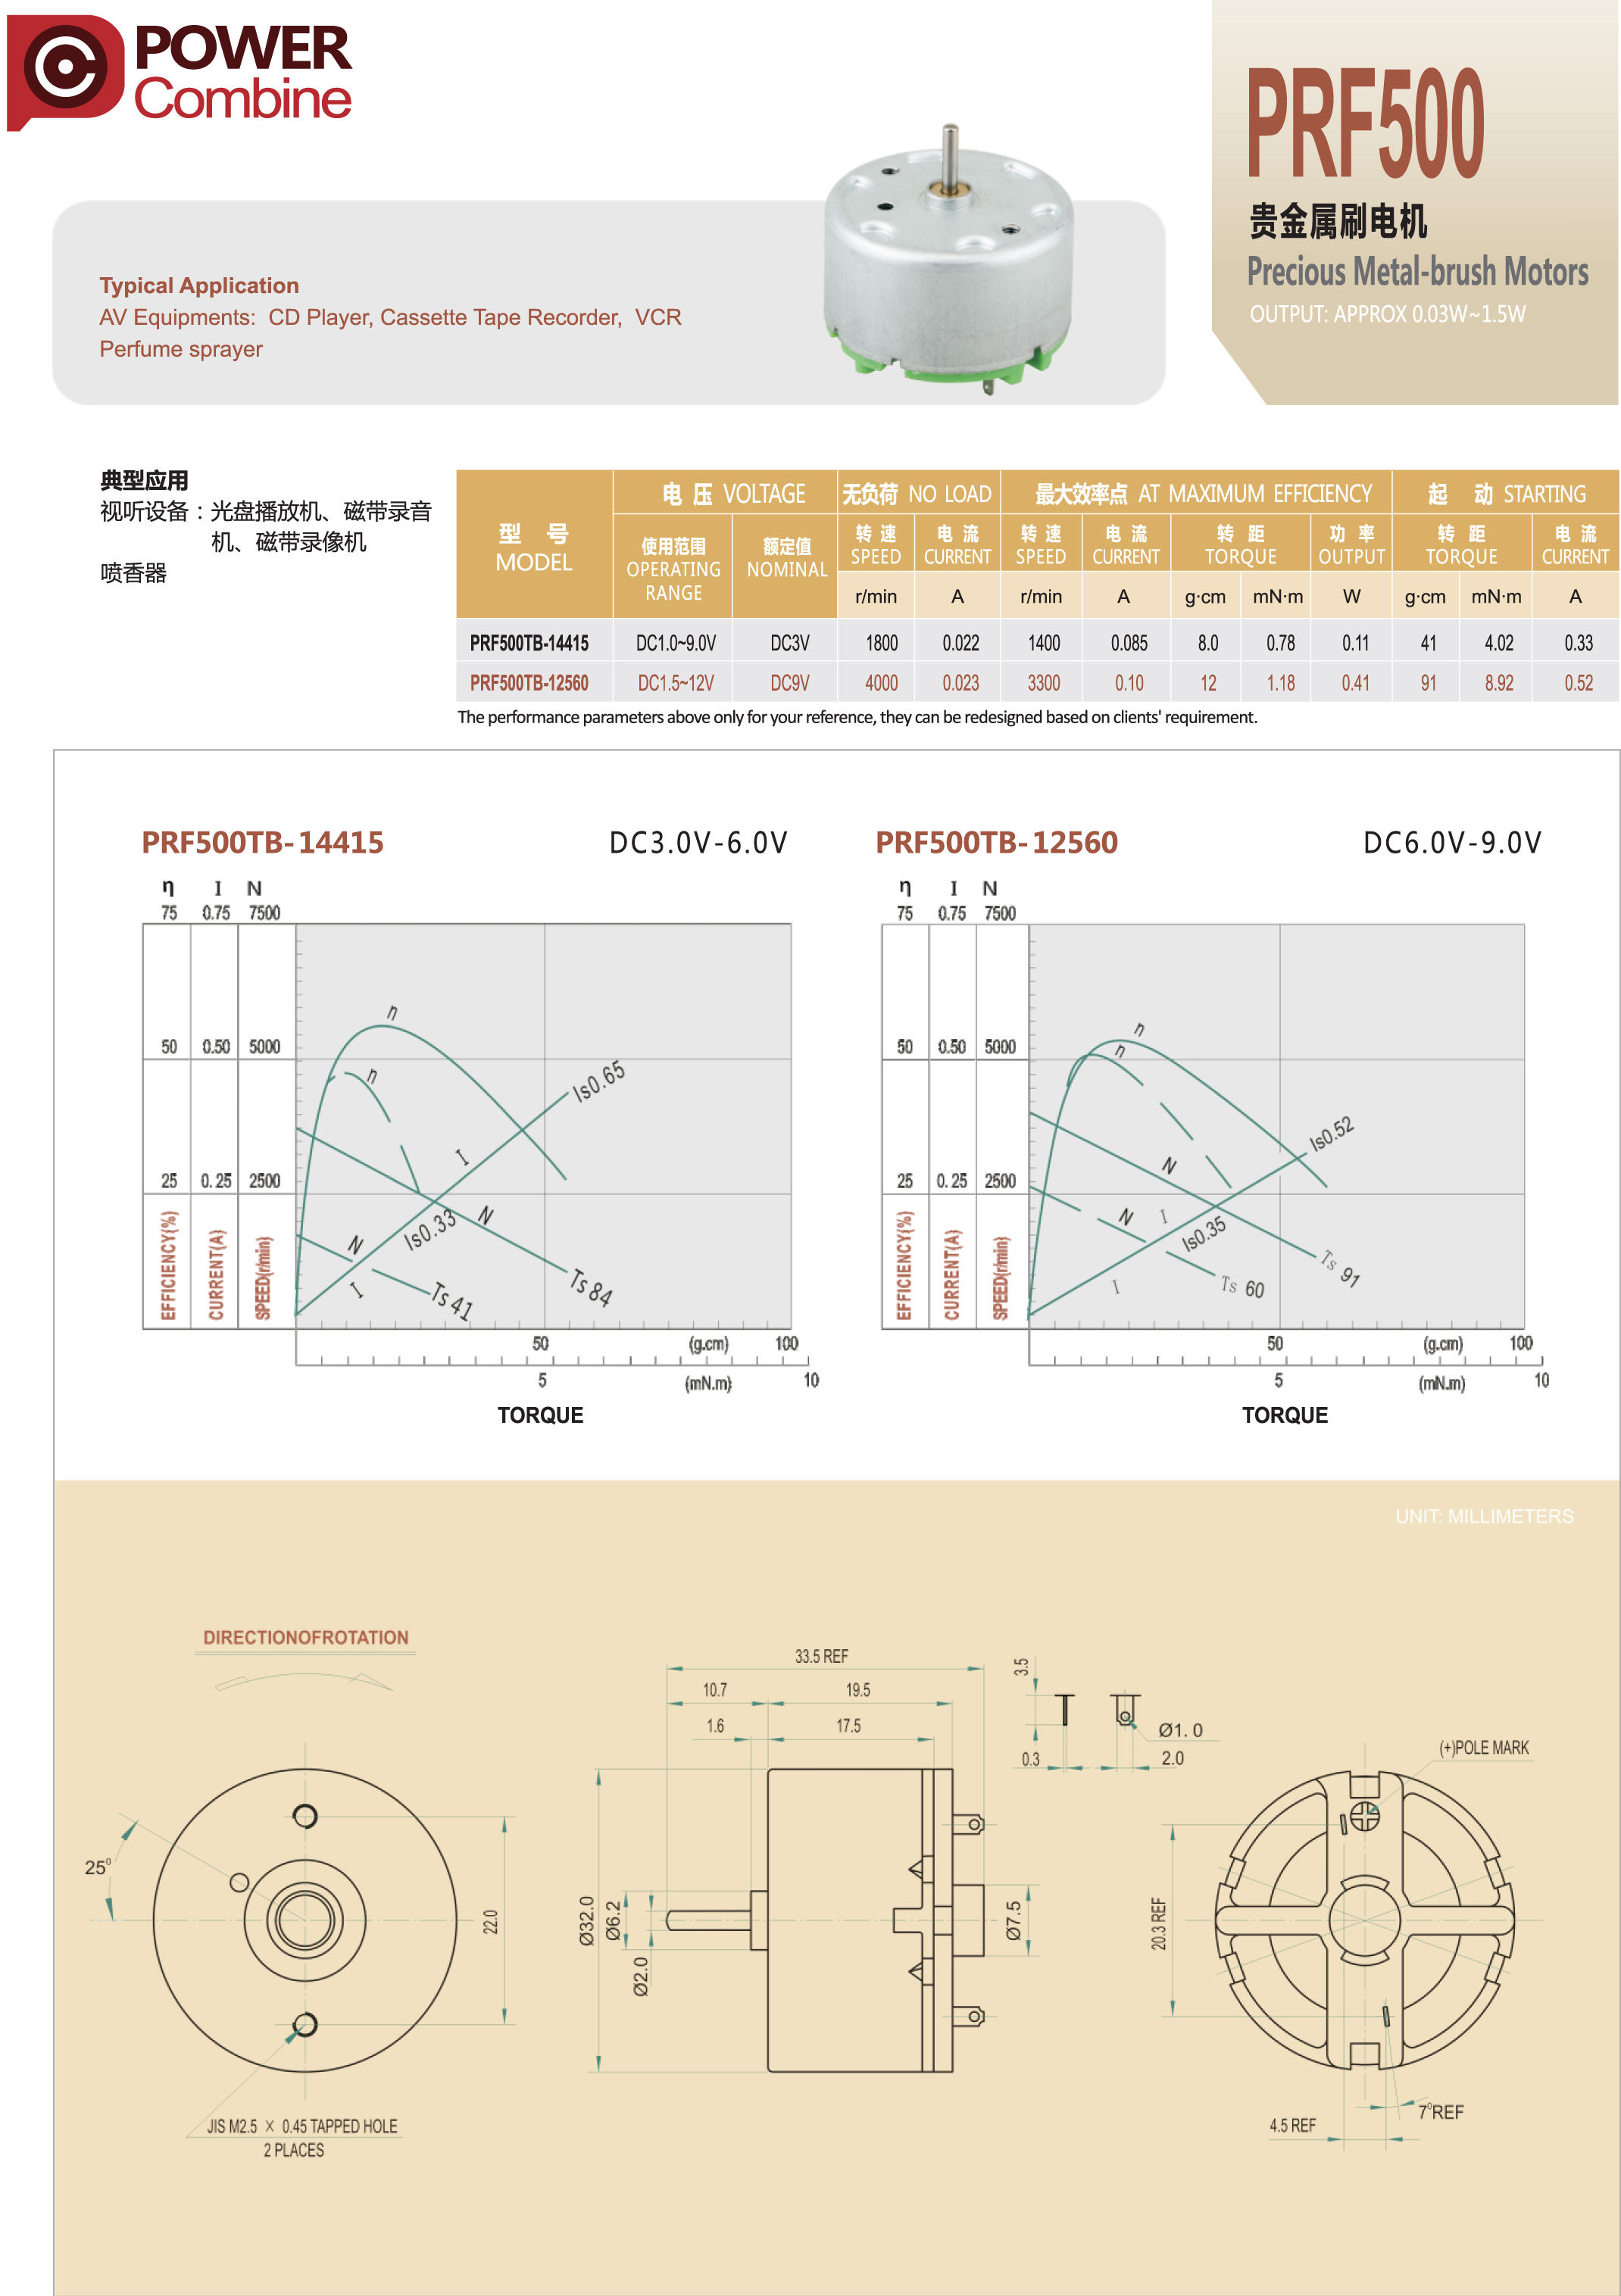 POWER
Combine
PRF500
贵金属刷电机
Precious Metal-brush Motors
OUTPUT: APPROX 0.03W~1.5W
Typical Application
AV Equipments: CD Player, Cassette Tape Recorder, VCR
Perfume sprayer
典型应用
视听设备：光盘播放机、磁带录音
机、磁带录像机
喷香器
型 号 MODEL 电 压 VOLTAGE 无负荷 NO LOAD 最大效率点 AT MAXIMUM EFFICIENCY 起 动 STARTING
使用范围 OPERATING RANGE 额定值 NOMINAL 转 速 SPEED 电 流 CURRENT 转 速 SPEED 电 流 CURRENT 转 距 TORQUE 功 率 OUTPUT 转 距 TORQUE 电 流 CURRENT
r/min A r/min A g·cm mN·m W g·cm mN·m A
PRF500TB-14415 DC1.0~9.0V DC3V 1800 0.022 1400 0.085 8.0 0.78 0.11 41 4.02 0.33
PRF500TB-12560 DC1.5~12V DC9V 4000 0.023 3300 0.10 12 1.18 0.41 91 8.92 0.52
The performance parameters above only for your reference, they can be redesigned based on clients' requirement.
PRF500TB-14415 DC3.0V-6.0V
η I N
75 0.75 7500
50 0.50 5000
25 0.25 2500
EFFICIENCY(%)
CURRENT(A)
SPEED(r/min)
n
n
Is0.65
I
Is0.33
N
N
I
Ts 41
Ts 84
50 (g.cm) 100
5 (mN.m) 10
TORQUE
PRF500TB-12560 DC6.0V-9.0V
η I N
75 0.75 7500
50 0.50 5000
25 0.25 2500
EFFICIENCY(%)
CURRENT(A)
SPEED(r/min)
n
n
Is0.52
N
N
I
Is0.35
I
Ts 60
Ts 91
50 (g.cm) 100
5 (mN.m) 10
TORQUE
UNIT: MILLIMETERS
DIRECTIONOFROTATION
25°
22.0
JIS M2.5 × 0.45 TAPPED HOLE
2 PLACES
33.5 REF
10.7 19.5
1.6 17.5
Ø32.0
Ø6.2
Ø2.0
Ø7.5
3.5
0.3
Ø1.0
2.0
(+)POLE MARK
20.3 REF
7°REF
4.5 REF